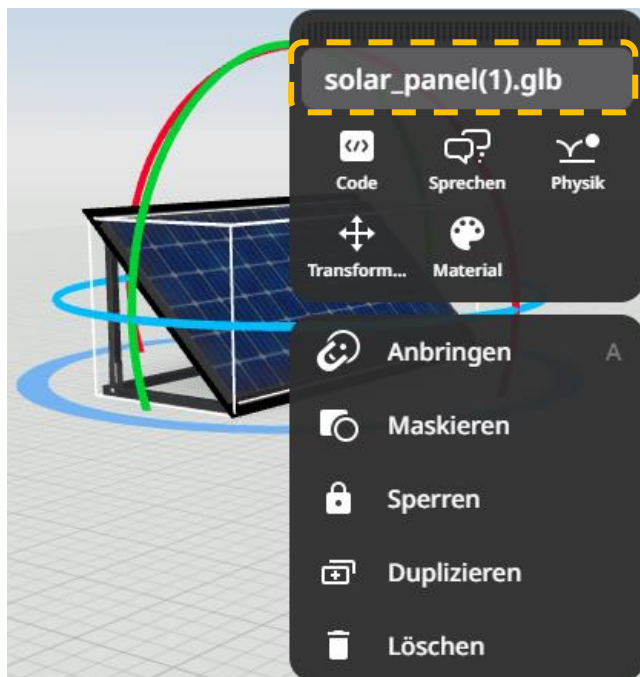 solar_panel(1).glb
Code Sprechen Physik
Transform... Material
Anbringen A
Maskieren
Sperren
Duplizieren
Löschen